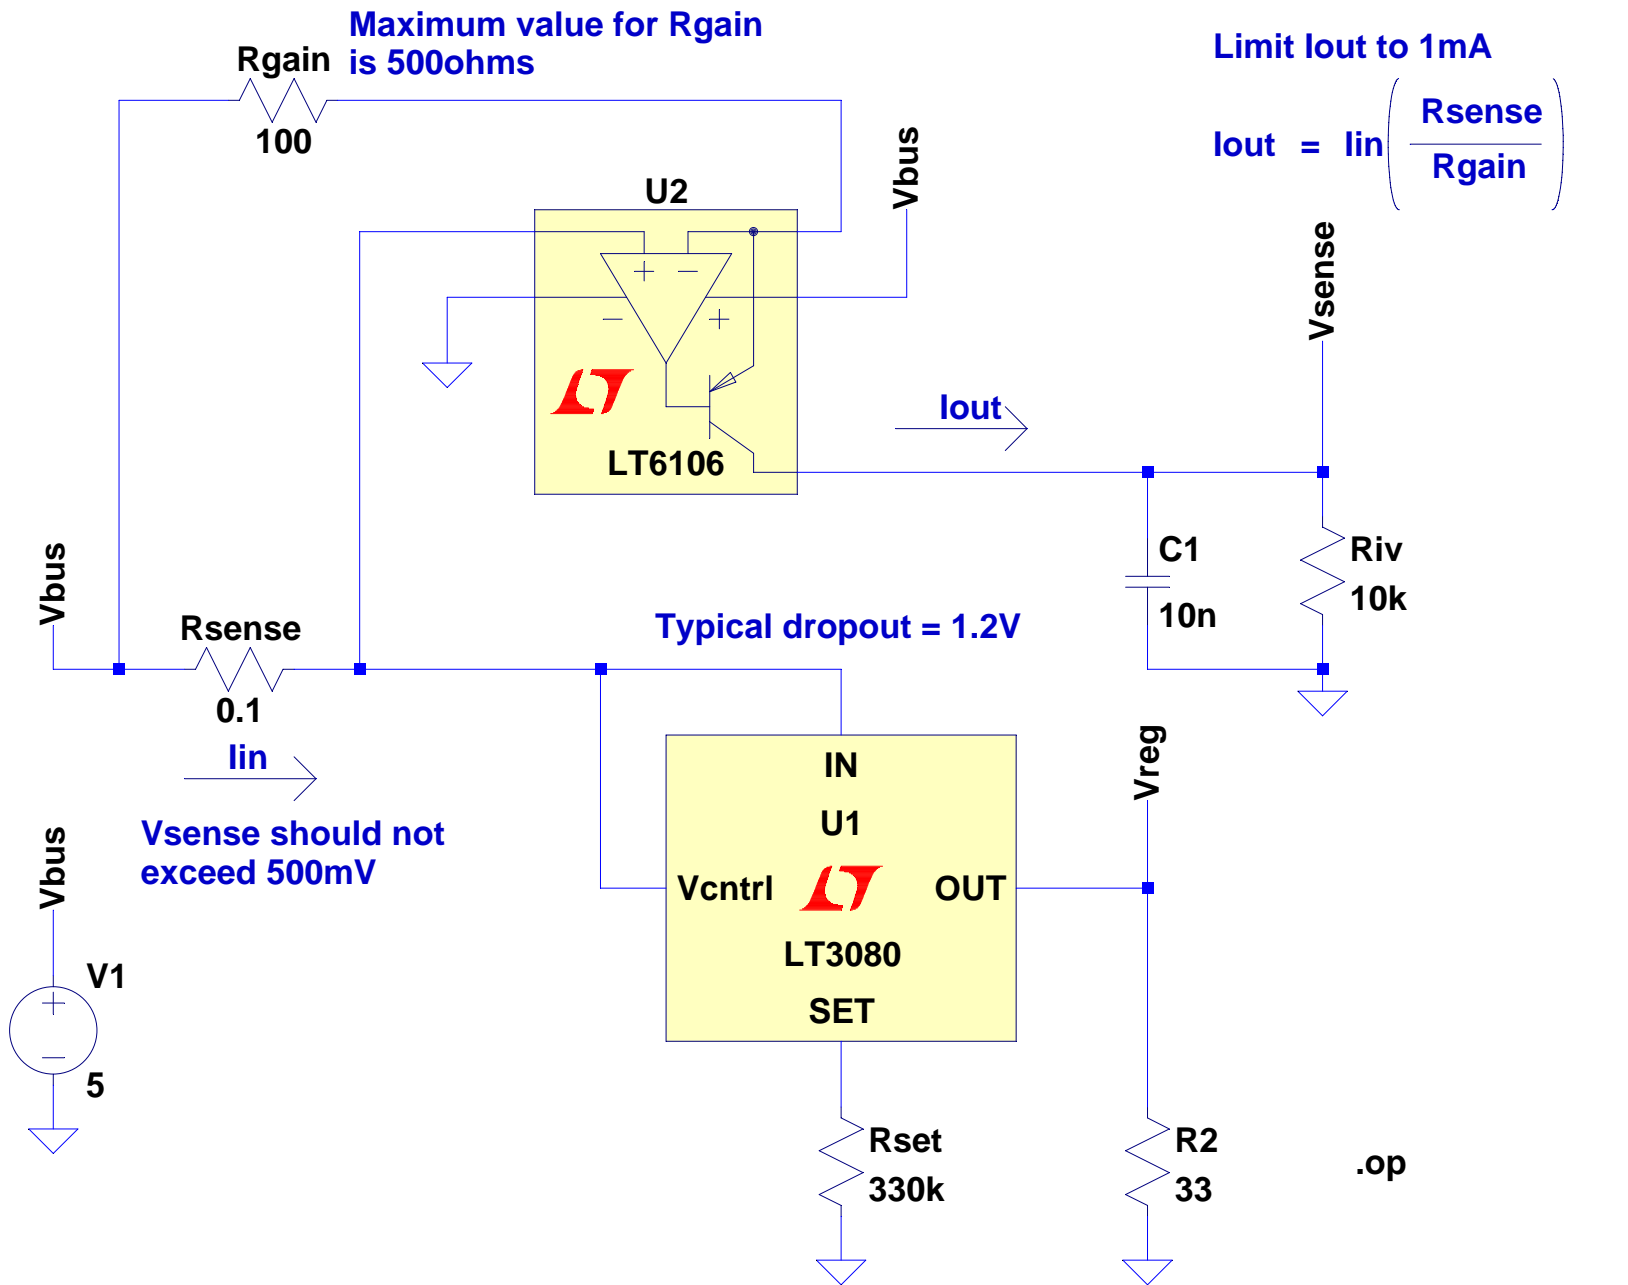 Maximum value for Rgain
is 500ohms
Rgain
100
Limit Iout to 1mA
Iout = Iin( Rsense
Rgain )
U2
Vbus
+ −
− +
LT6106
Iout
Vsense
C1
10n
Riv
10k
Vbus
Rsense
0.1
Typical dropout = 1.2V
Iin
Vsense should not
exceed 500mV
IN
U1
Vcntrl
OUT
LT3080
SET
Vreg
Vbus
V1
+
−
5
Rset
330k
R2
33
.op